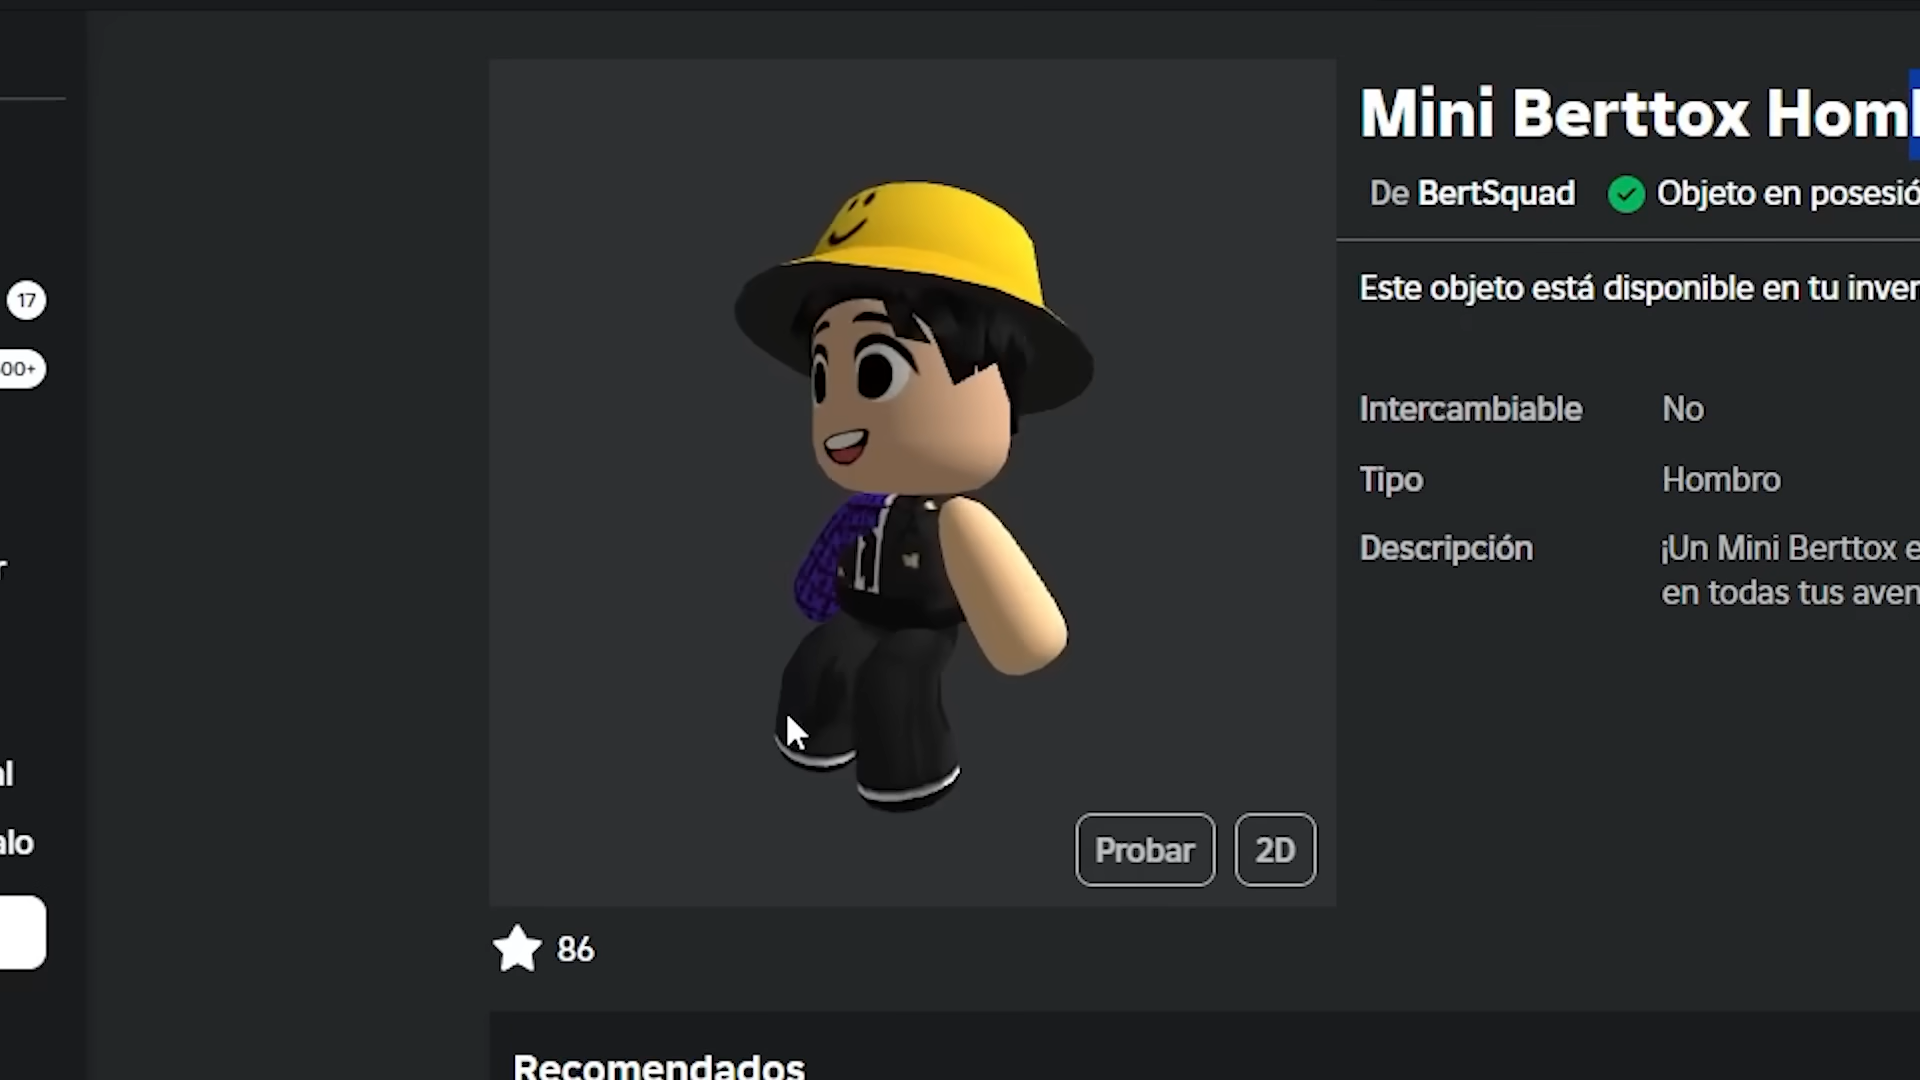 Mini Berttox Hom
De BertSquad Objeto en posesió
Este objeto está disponible en tu inver
17
00+
Intercambiable No
Tipo Hombro
Descripción ¡Un Mini Berttox e
en todas tus aven
r
al
alo
Probar 2D
86
Recomendados